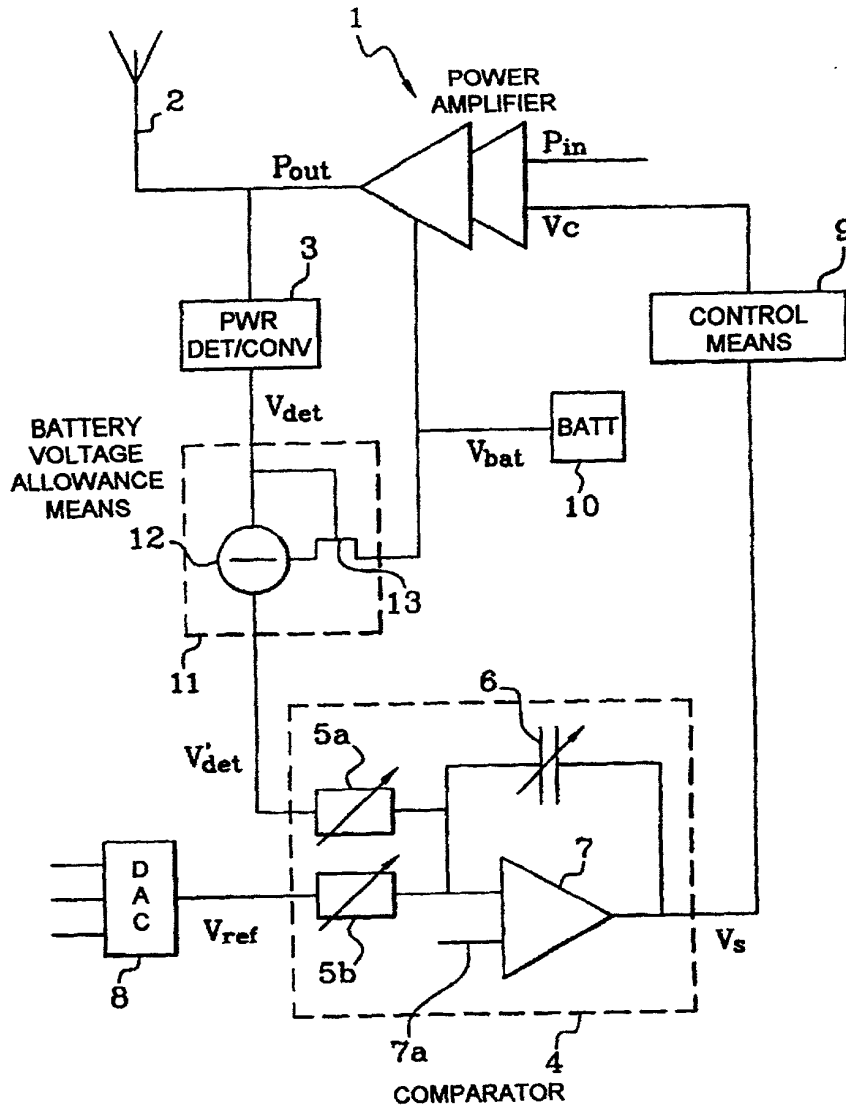 1
POWER
AMPLIFIER
2
Pout
Pin
Vc
3
PWR
DET/CONV
9
CONTROL
MEANS
Vdet
BATTERY
VOLTAGE
ALLOWANCE
MEANS
Vbat
BATT
10
12
13
11
V'det
5a
6
7
D
A
C
Vref
8
5b
7a
Vs
4
COMPARATOR